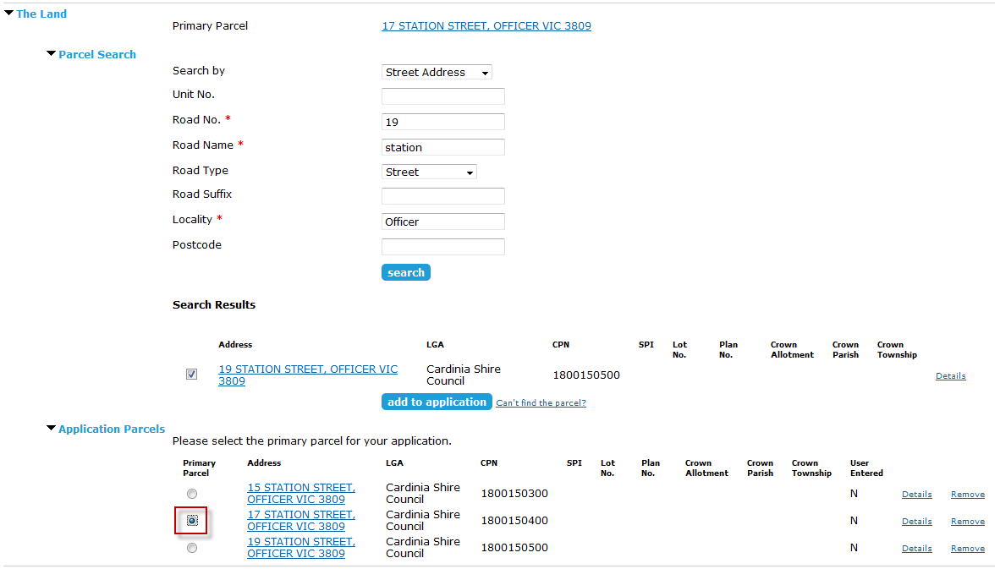 The Land
Primary Parcel 17 STATION STREET, OFFICER VIC 3809
Parcel Search
Search by Street Address
Unit No.
Road No. * 19
Road Name * station
Road Type Street
Road Suffix
Locality * Officer
Postcode
search
Search Results
Address LGA CPN SPI Lot No. Plan No. Crown Allotment Crown Parish Crown Township
19 STATION STREET, OFFICER VIC 3809 Cardinia Shire Council 1800150500 Details
add to application Can't find the parcel?
Application Parcels
Please select the primary parcel for your application.
Primary Parcel Address LGA CPN SPI Lot No. Plan No. Crown Allotment Crown Parish Crown Township User Entered
15 STATION STREET, OFFICER VIC 3809 Cardinia Shire Council 1800150300 N Details Remove
17 STATION STREET, OFFICER VIC 3809 Cardinia Shire Council 1800150400 N Details Remove
19 STATION STREET, OFFICER VIC 3809 Cardinia Shire Council 1800150500 N Details Remove